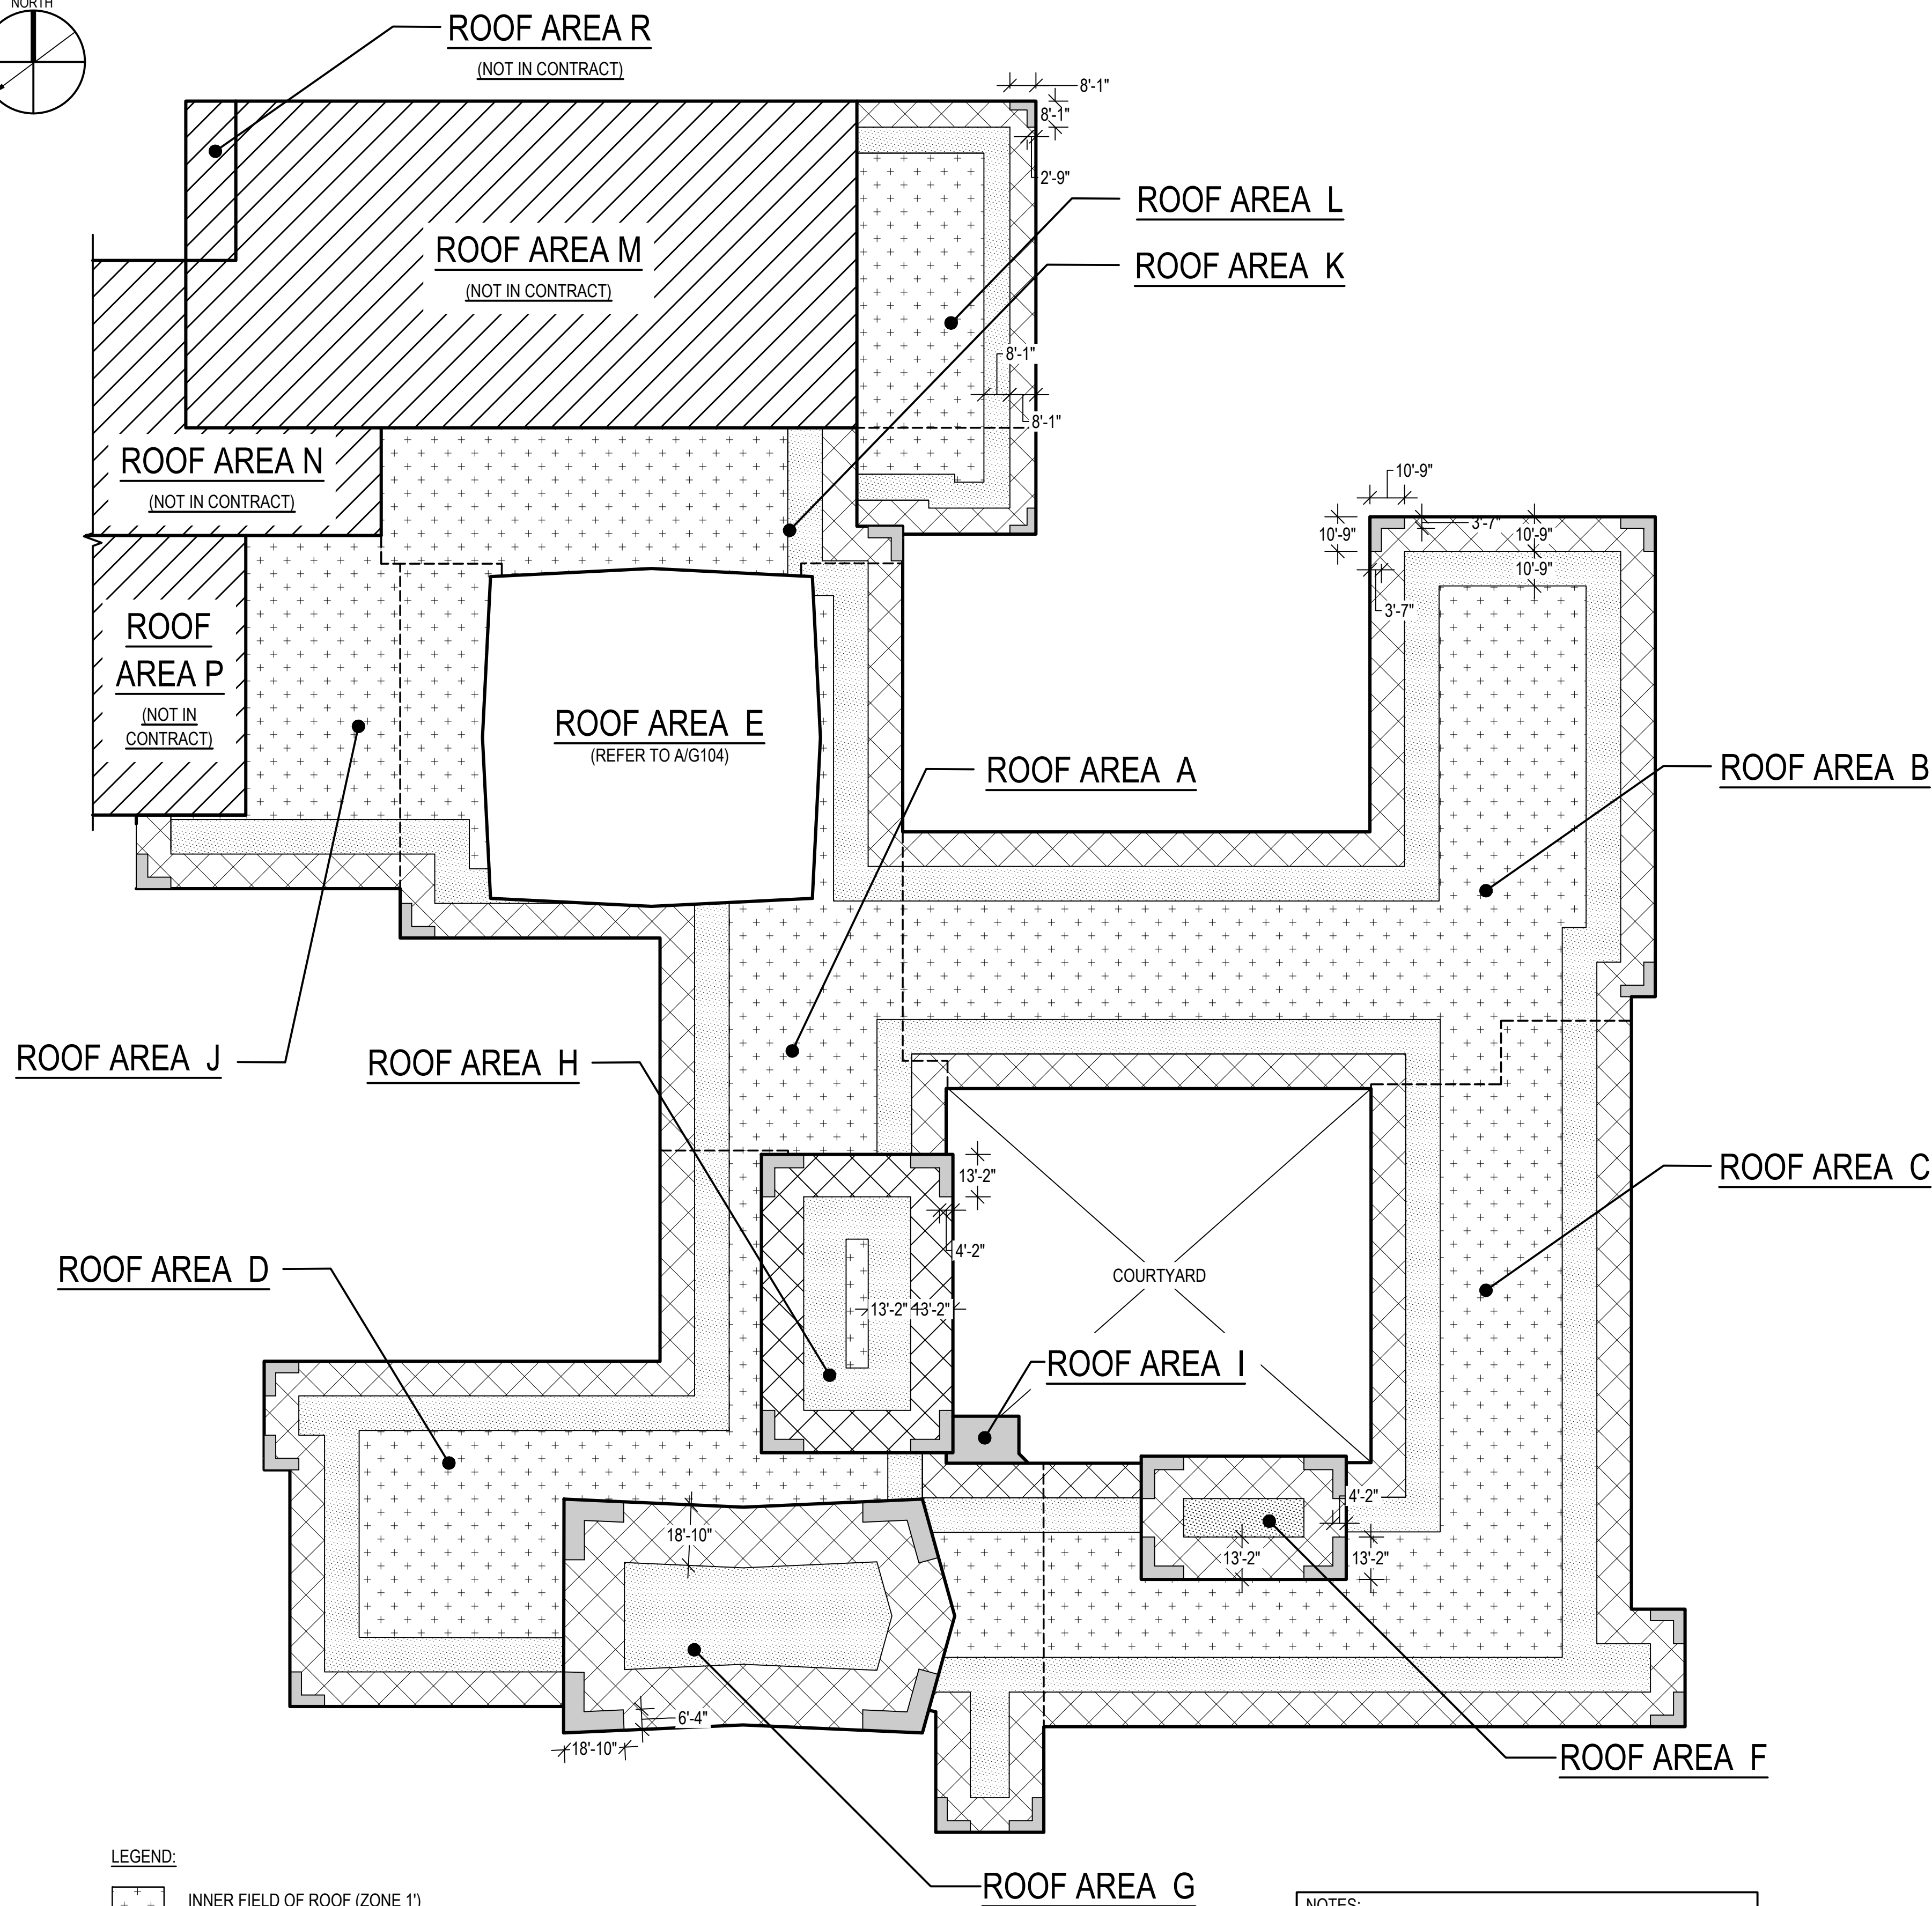 NORTH
ROOF AREA R
(NOT IN CONTRACT)
8'-1"
8'-1"
2'-9"
ROOF AREA L
ROOF AREA M
(NOT IN CONTRACT)
ROOF AREA K
8'-1"
8'-1"
ROOF AREA N
(NOT IN CONTRACT)
10'-9"
10'-9"
3'-7"
10'-9"
10'-9"
3'-7"
ROOF
AREA P
(NOT IN
CONTRACT)
ROOF AREA E
(REFER TO A/G104)
ROOF AREA A
ROOF AREA B
ROOF AREA J
ROOF AREA H
13'-2"
ROOF AREA C
4'-2"
ROOF AREA D
COURTYARD
13'-2"
13'-2"
ROOF AREA I
4'-2"
18'-10"
13'-2"
13'-2"
6'-4"
18'-10"
ROOF AREA F
LEGEND:
ROOF AREA G
INNER FIELD OF ROOF (ZONE 1')
NOTES: